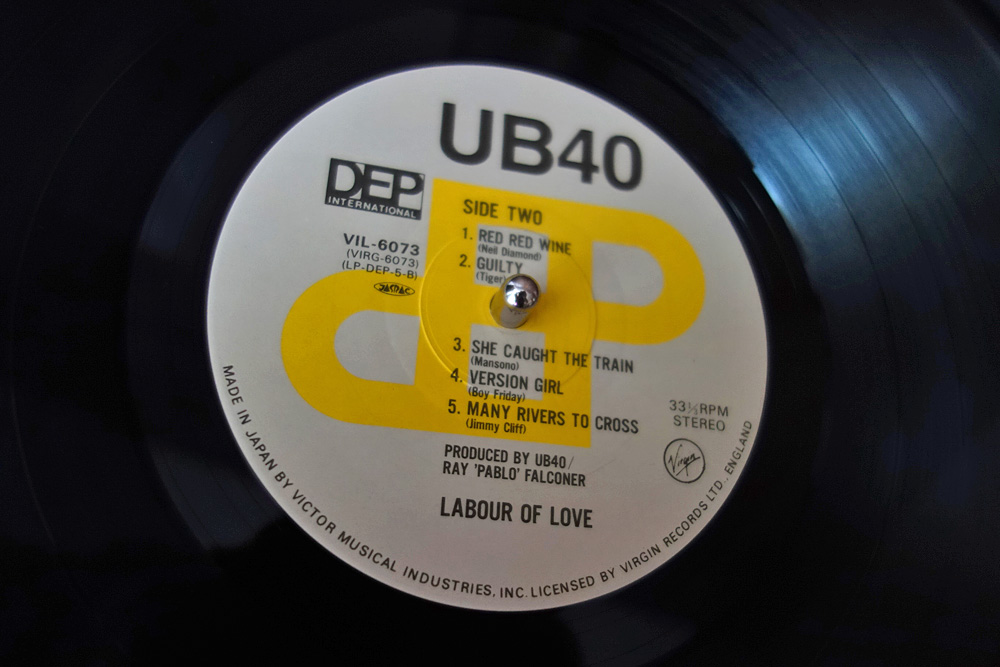 UB40
DEP
INTERNATIONAL
VIL-6073
(VIRG-6073)
(LP-DEP-5-B)
JASRAC
SIDE TWO
1. RED RED WINE
(Neil Diamond)
2. GUILTY
(Tiger)
3. SHE CAUGHT THE TRAIN
(Mansono)
4. VERSION GIRL
(Boy Friday)
5. MANY RIVERS TO CROSS
(Jimmy Cliff)
PRODUCED BY UB40/
RAY 'PABLO' FALCONER
LABOUR OF LOVE
33⅓RPM
STEREO
Virgin
MADE IN JAPAN BY VICTOR MUSICAL INDUSTRIES, INC. LICENSED BY VIRGIN RECORDS LTD., ENGLAND